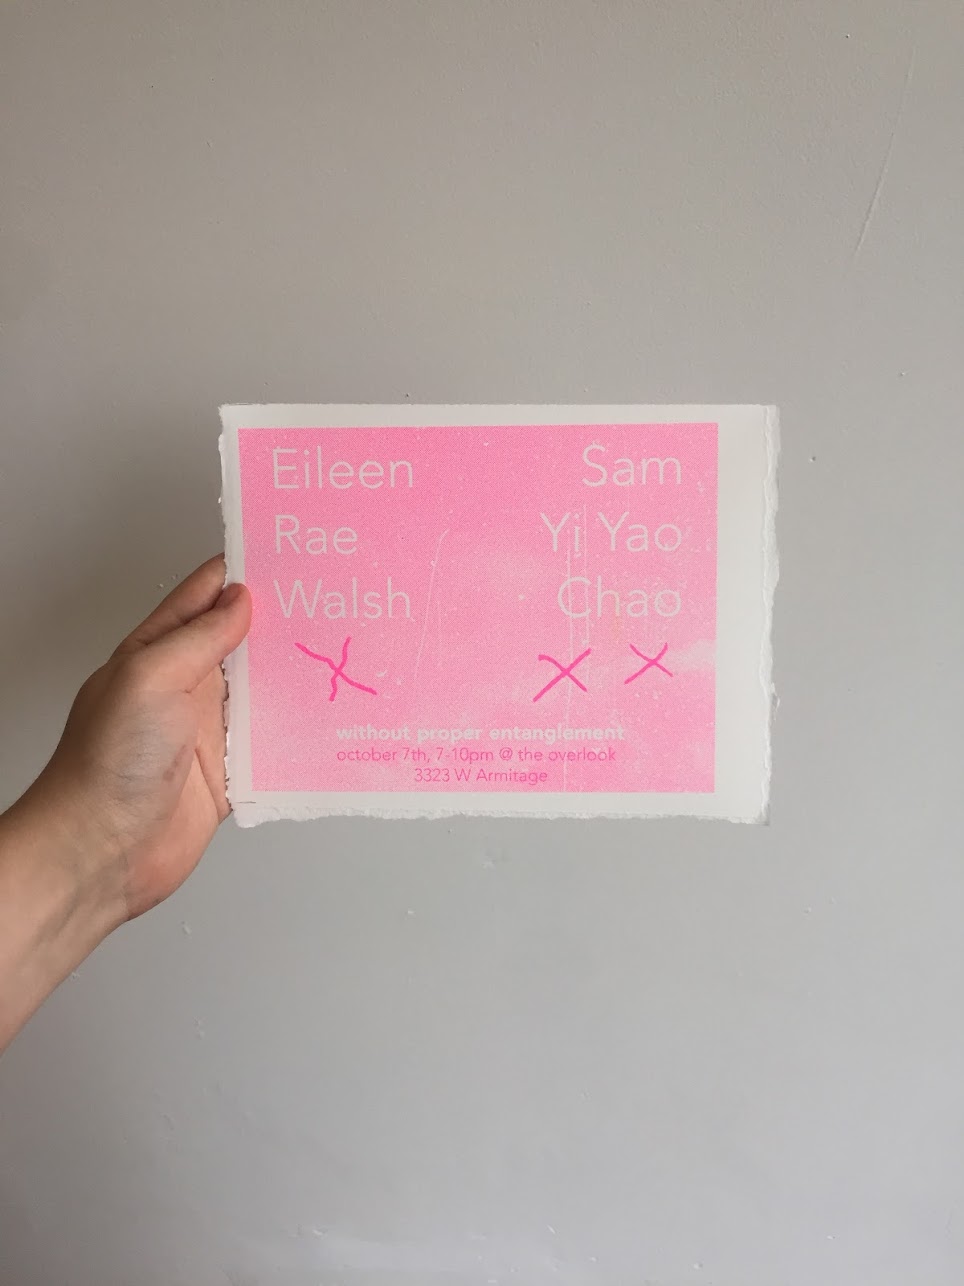 Eileen
Rae
Walsh
Sam
Yi Yao
Chao
without proper entanglement
october 7th, 7-10pm @ the overlook
3323 W Armitage